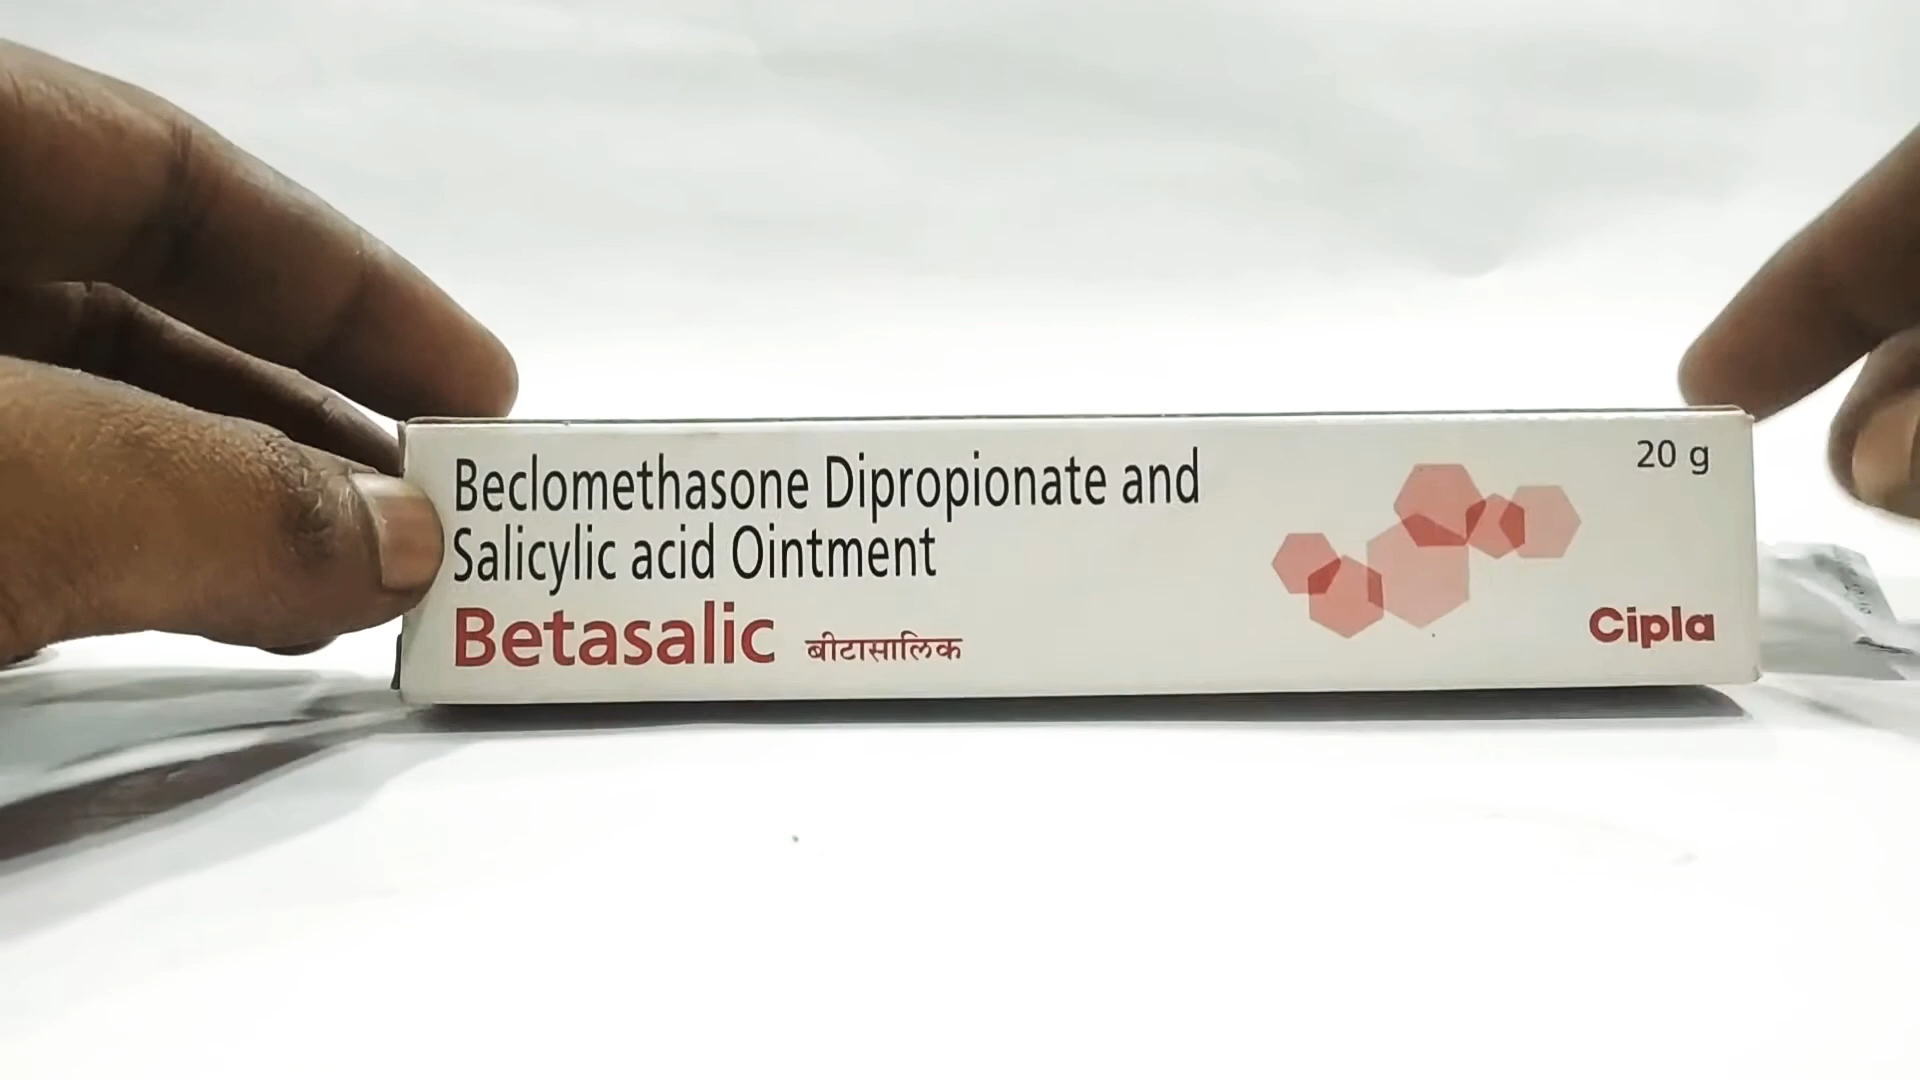 Beclomethasone Dipropionate and
Salicylic acid Ointment
Betasalic बीटासालिक
20 g
Cipla